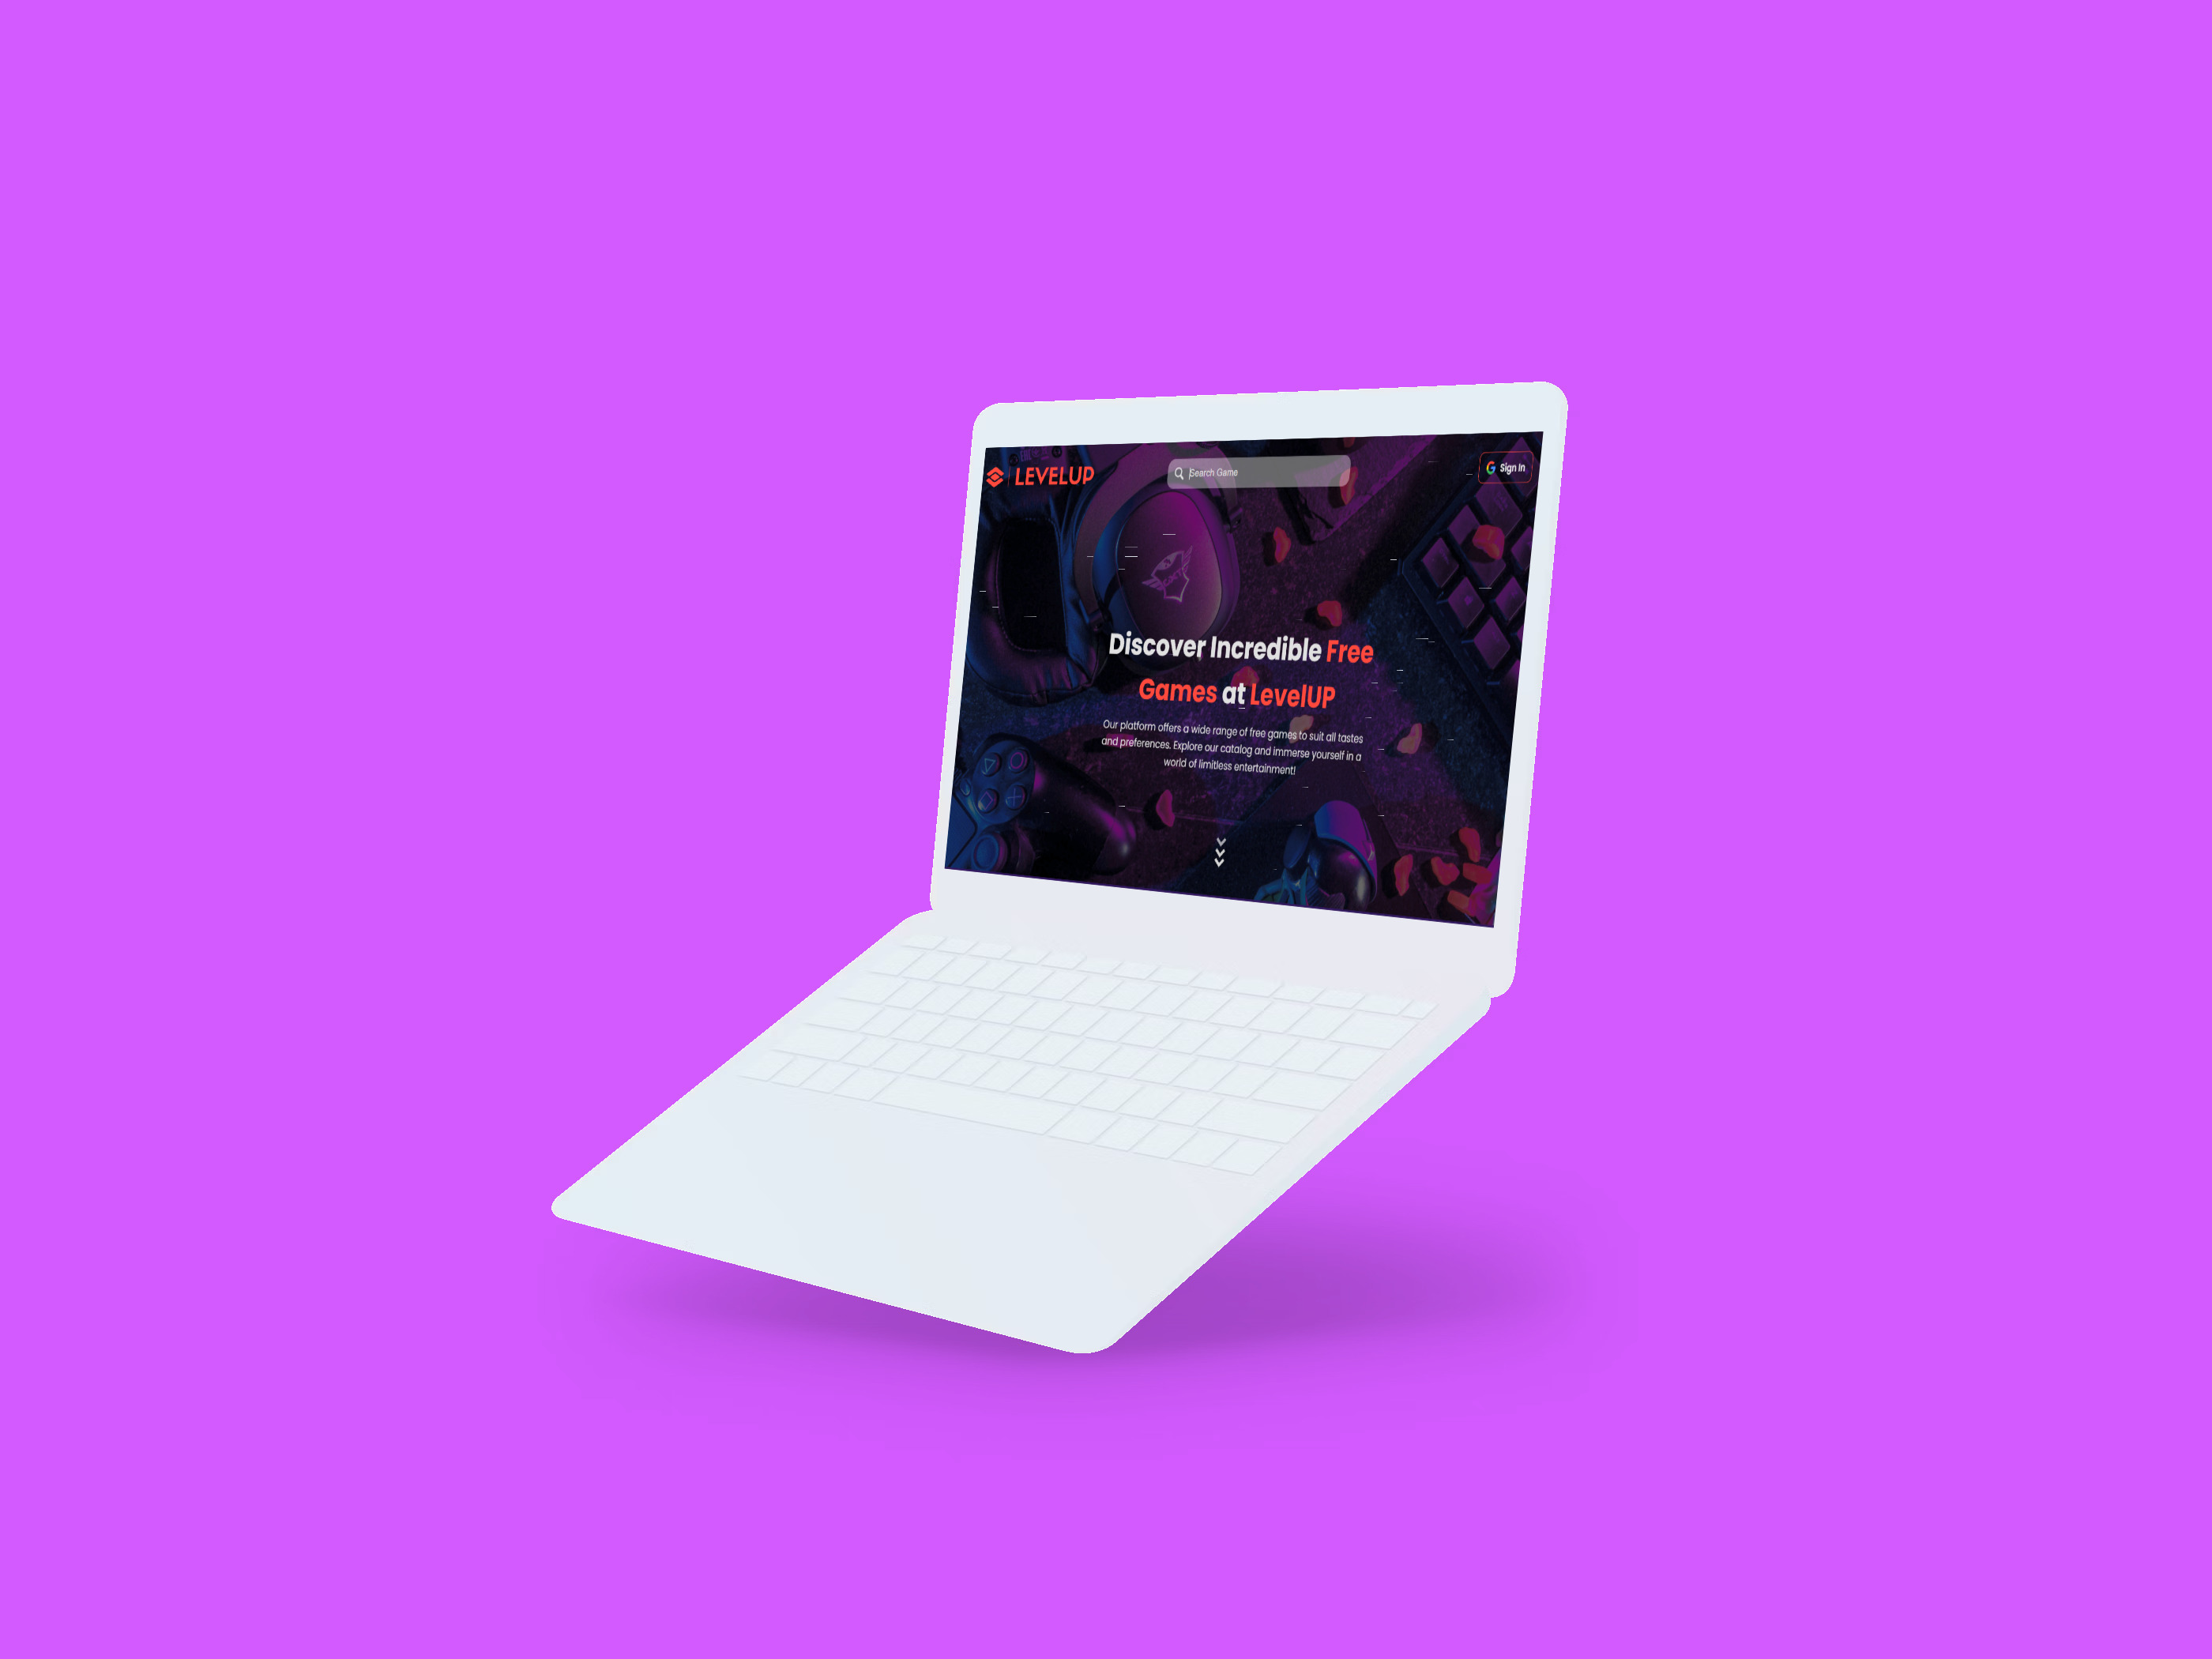 LEVELUP
Search Game
Sign In
Discover Incredible Free
Games at LevelUP
Our platform offers a wide range of free games to suit all tastes
and preferences. Explore our catalog and immerse yourself in a
world of limitless entertainment!